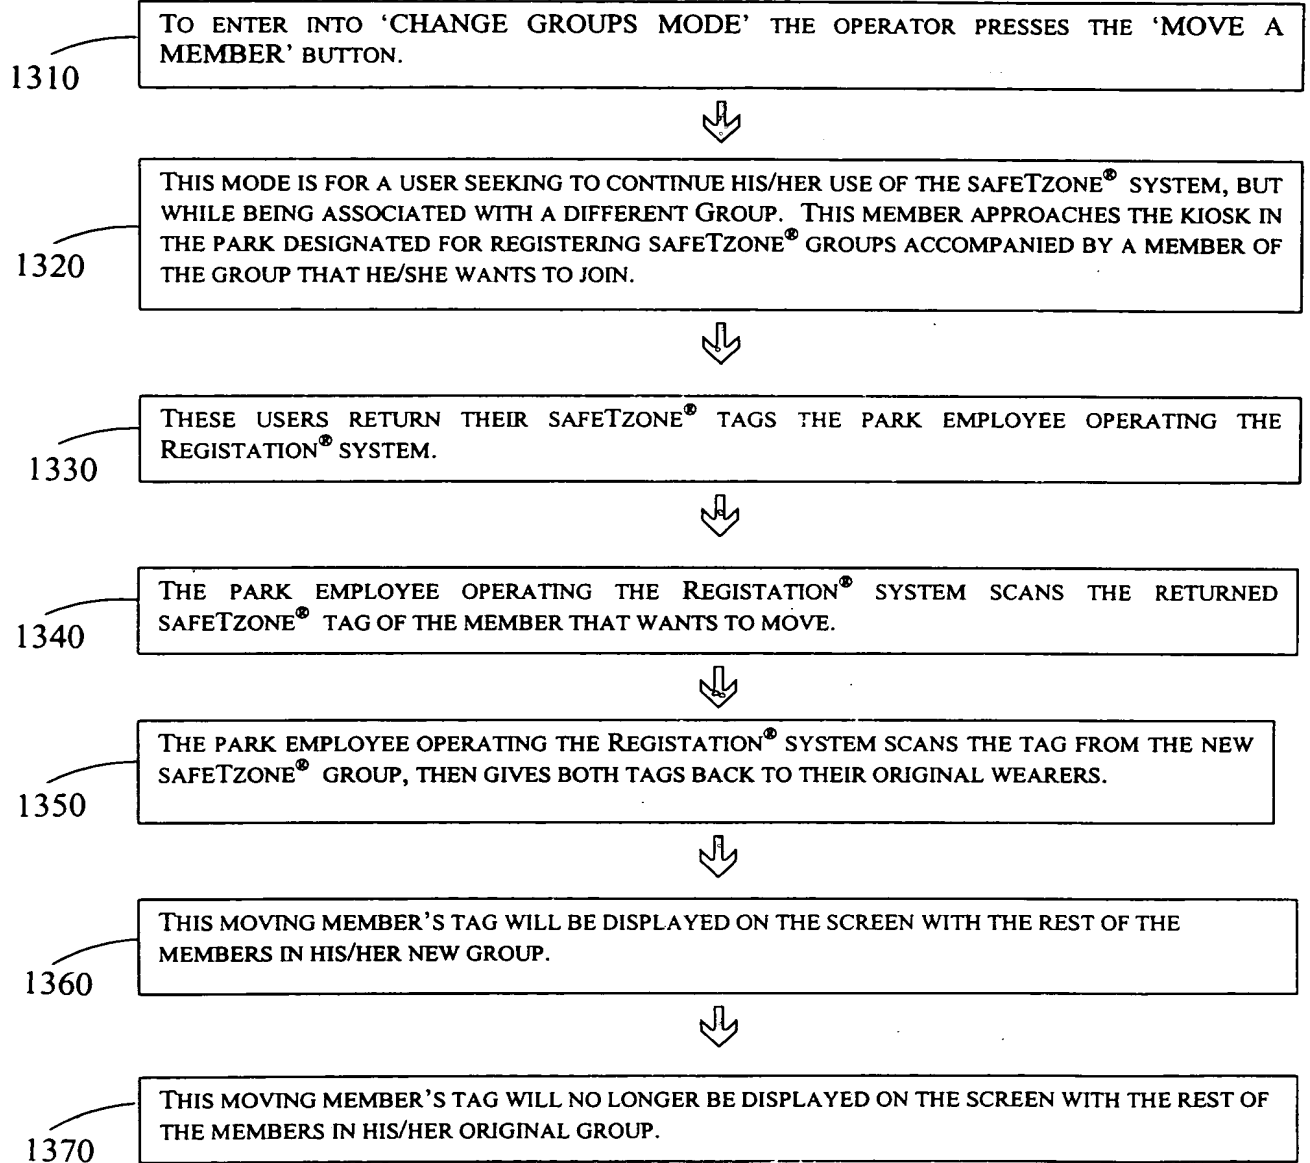 TO ENTER INTO ‘CHANGE GROUPS MODE’ THE OPERATOR PRESSES THE ‘MOVE A
MEMBER’ BUTTON.
1310
THIS MODE IS FOR A USER SEEKING TO CONTINUE HIS/HER USE OF THE SAFETZONE® SYSTEM, BUT
WHILE BEING ASSOCIATED WITH A DIFFERENT GROUP. THIS MEMBER APPROACHES THE KIOSK IN
THE PARK DESIGNATED FOR REGISTERING SAFETZONE® GROUPS ACCOMPANIED BY A MEMBER OF
THE GROUP THAT HE/SHE WANTS TO JOIN.
1320
THESE USERS RETURN THEIR SAFETZONE® TAGS THE PARK EMPLOYEE OPERATING THE
REGISTATION® SYSTEM.
1330
THE PARK EMPLOYEE OPERATING THE REGISTATION® SYSTEM SCANS THE RETURNED
SAFETZONE® TAG OF THE MEMBER THAT WANTS TO MOVE.
1340
THE PARK EMPLOYEE OPERATING THE REGISTATION® SYSTEM SCANS THE TAG FROM THE NEW
SAFETZONE® GROUP, THEN GIVES BOTH TAGS BACK TO THEIR ORIGINAL WEARERS.
1350
THIS MOVING MEMBER’S TAG WILL BE DISPLAYED ON THE SCREEN WITH THE REST OF THE
MEMBERS IN HIS/HER NEW GROUP.
1360
THIS MOVING MEMBER’S TAG WILL NO LONGER BE DISPLAYED ON THE SCREEN WITH THE REST OF
THE MEMBERS IN HIS/HER ORIGINAL GROUP.
1370